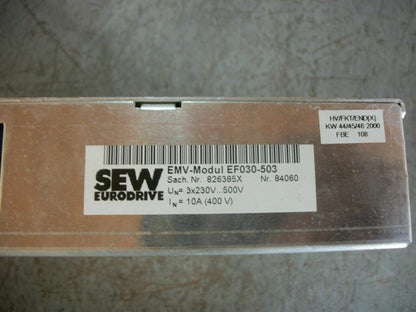 HV/FKT/END[X]
KW 44/45/46 2000
FBE 108
SEW
EURODRIVE
EMV-Modul EF030-503
Sach. Nr. 826385X Nr. 84060
UN= 3x230V...500V
IN = 10A (400 V)